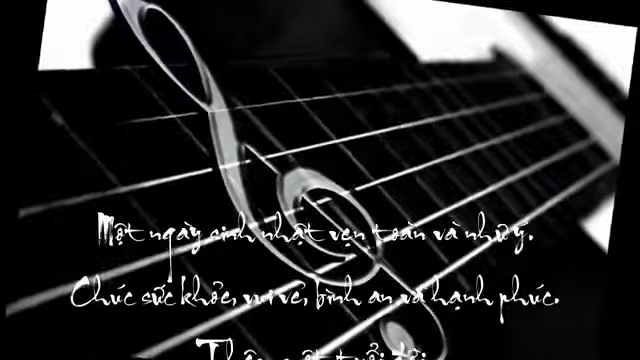 Một ngày sinh nhật vẹn toàn và như ý.
Chúc sức khỏe, vui vẻ, bình an và hạnh phúc.